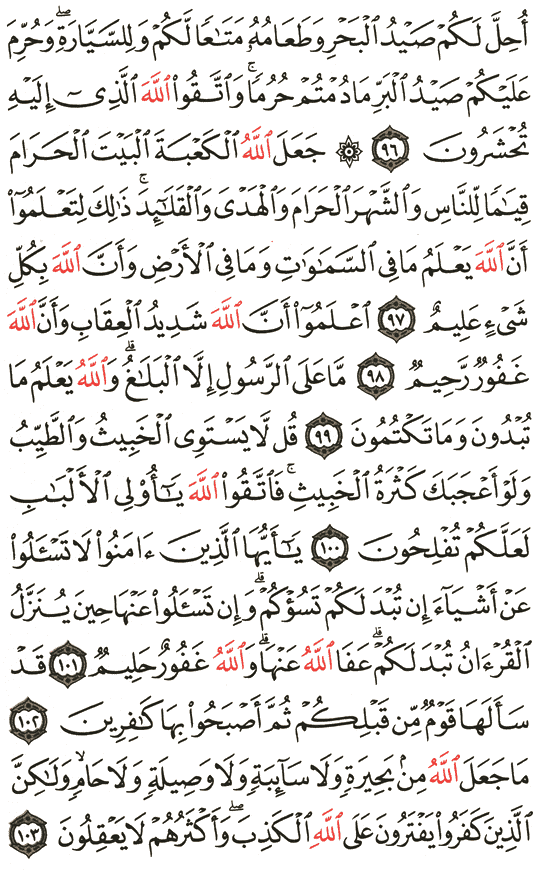 أُحِلَّ لَكُمْ صَيْدُ ٱلْبَحْرِ وَطَعَامُهُۥ مَتَـٰعًا لَّكُمْ وَلِلسَّيَّارَةِۖ وَحُرِّمَ
عَلَيْكُمْ صَيْدُ ٱلْبَرِّ مَا دُمْتُمْ حُرُمًاۗ وَٱتَّقُوا۟ ٱللَّهَ ٱلَّذِىٓ إِلَيْهِ
تُحْشَرُونَ ٩٦ ۞ جَعَلَ ٱللَّهُ ٱلْكَعْبَةَ ٱلْبَيْتَ ٱلْحَرَامَ
قِيَـٰمًا لِّلنَّاسِ وَٱلشَّهْرَ ٱلْحَرَامَ وَٱلْهَدْىَ وَٱلْقَلَـٰٓئِدَۚ ذَٰلِكَ لِتَعْلَمُوٓا۟
أَنَّ ٱللَّهَ يَعْلَمُ مَا فِى ٱلسَّمَـٰوَٰتِ وَمَا فِى ٱلْأَرْضِ وَأَنَّ ٱللَّهَ بِكُلِّ
شَىْءٍ عَلِيمٌ ٩٧ ٱعْلَمُوٓا۟ أَنَّ ٱللَّهَ شَدِيدُ ٱلْعِقَابِ وَأَنَّ ٱللَّهَ
غَفُورٌ رَّحِيمٌ ٩٨ مَّا عَلَى ٱلرَّسُولِ إِلَّا ٱلْبَلَـٰغُۗ وَٱللَّهُ يَعْلَمُ مَا
تُبْدُونَ وَمَا تَكْتُمُونَ ٩٩ قُل لَّا يَسْتَوِى ٱلْخَبِيثُ وَٱلطَّيِّبُ
وَلَوْ أَعْجَبَكَ كَثْرَةُ ٱلْخَبِيثِۚ فَٱتَّقُوا۟ ٱللَّهَ يَـٰٓأُو۟لِى ٱلْأَلْبَـٰبِ
لَعَلَّكُمْ تُفْلِحُونَ ١٠٠ يَـٰٓأَيُّهَا ٱلَّذِينَ ءَامَنُوا۟ لَا تَسْـَٔلُوا۟
عَنْ أَشْيَآءَ إِن تُبْدَ لَكُمْ تَسُؤْكُمْۗ وَإِن تَسْـَٔلُوا۟ عَنْهَا حِينَ يُنَزَّلُ
ٱلْقُرْءَانُ تُبْدَ لَكُمْۗ عَفَا ٱللَّهُ عَنْهَاۗ وَٱللَّهُ غَفُورٌ حَلِيمٌ ١٠١ قَدْ
سَأَلَهَا قَوْمٌ مِّن قَبْلِكُمْ ثُمَّ أَصْبَحُوا۟ بِهَا كَـٰفِرِينَ ١٠٢
مَا جَعَلَ ٱللَّهُ مِنۢ بَحِيرَةٍ وَلَا سَآئِبَةٍ وَلَا وَصِيلَةٍ وَلَا حَامٍۙ وَلَـٰكِنَّ
ٱلَّذِينَ كَفَرُوا۟ يَفْتَرُونَ عَلَى ٱللَّهِ ٱلْكَذِبَۖ وَأَكْثَرُهُمْ لَا يَعْقِلُونَ ١٠٣